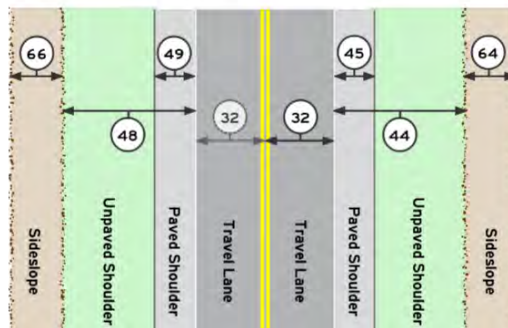 66
49
45
64
48
32
32
44
Sideslope
Unpaved Shoulder
Paved Shoulder
Travel Lane
Travel Lane
Paved Shoulder
Unpaved Shoulder
Sideslope